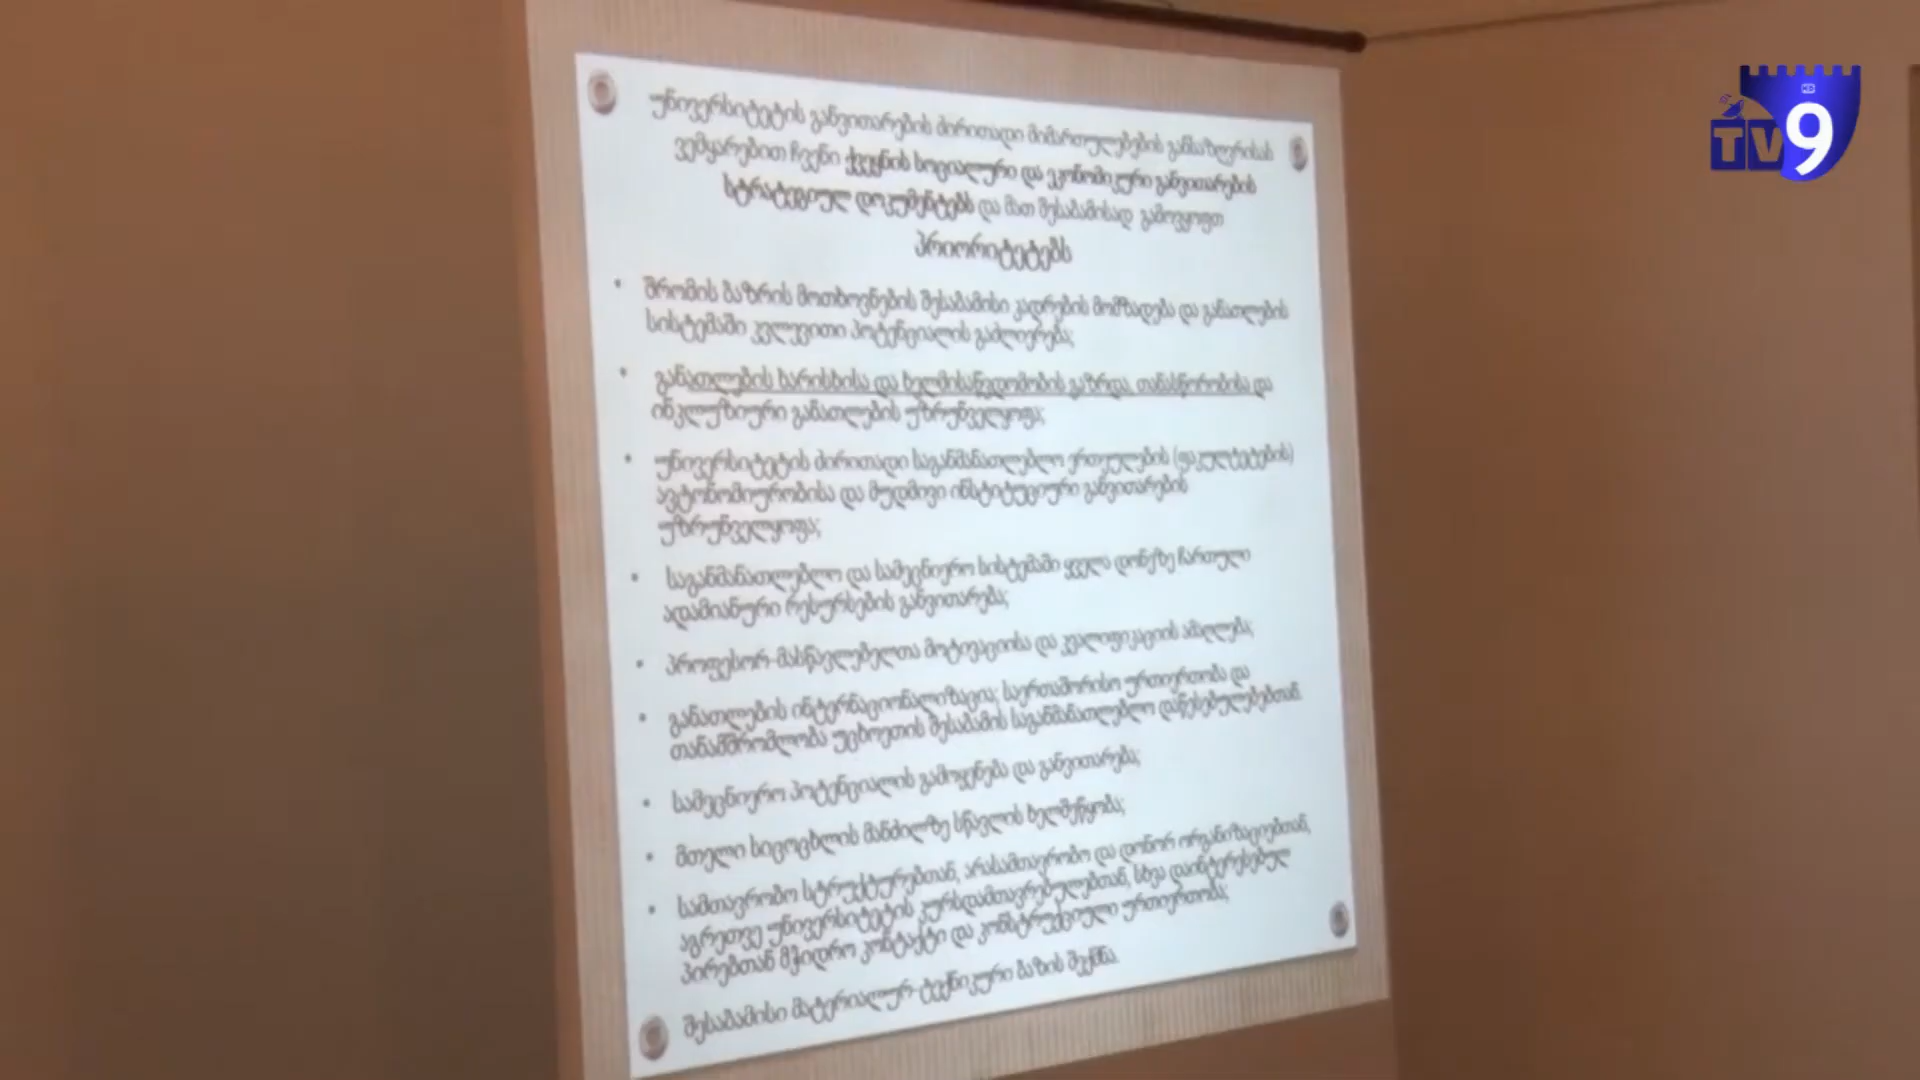 უნივერსიტეტის განვითარების ძირითადი მიმართულებების განსაზღვრისას
ვემყარებით ჩვენი ქვეყნის სოციალური და ეკონომიკური განვითარების
სტრატეგიულ დოკუმენტებს და მათ შესაბამისად გამოვყოფთ
პრიორიტეტებს
• შრომის ბაზრის მოთხოვნების შესაბამისი კადრების მომზადება და განათლების
სისტემაში კვლევითი პოტენციალის გაძლიერება;
• განათლების ხარისხისა და ხელმისაწვდომობის გაზრდა, თანასწორობისა და
ინკლუზიური განათლების უზრუნველყოფა;
• უნივერსიტეტის ძირითადი საგანმანათლებლო ერთეულების (ფაკულტეტების)
ავტონომიურობისა და მუდმივი ინსტიტუციური განვითარების
უზრუნველყოფა;
• საგანმანათლებლო და სამეცნიერო სისტემაში ყველა დონეზე ჩართული
ადამიანური რესურსების განვითარება;
• პროფესორ-მასწავლებელთა მოტივაციისა და კვალიფიკაციის ამაღლება;
• განათლების ინტერნაციონალიზაცია; საერთაშორისო ურთიერთობა და
თანამშრომლობა უცხოეთის შესაბამის საგანმანათლებლო დაწესებულებებთან.
• სამეცნიერო პოტენციალის გამოყენება და განვითარება;
• მთელი სიცოცხლის მანძილზე სწავლის ხელშეწყობა;
• სამთავრობო სტრუქტურებთან, არასამთავრობო და დონორ ორგანიზაციებთან,
აგრეთვე უნივერსიტეტის კურსდამთავრებულებთან, სხვა დაინტერესებულ
პირებთან მჭიდრო კონტაქტი და კონსტრუქციული ურთიერთობა;
შესაბამისი მატერიალურ-ტექნიკური ბაზის შექმნა.
TV9